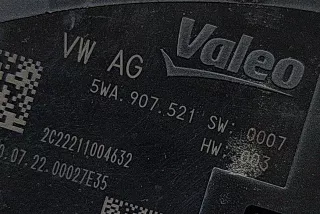 Valeo
VW AG
5WA.907.521
SW: 0007
HW: 003
2C22211004632
0.07.22.00027E35